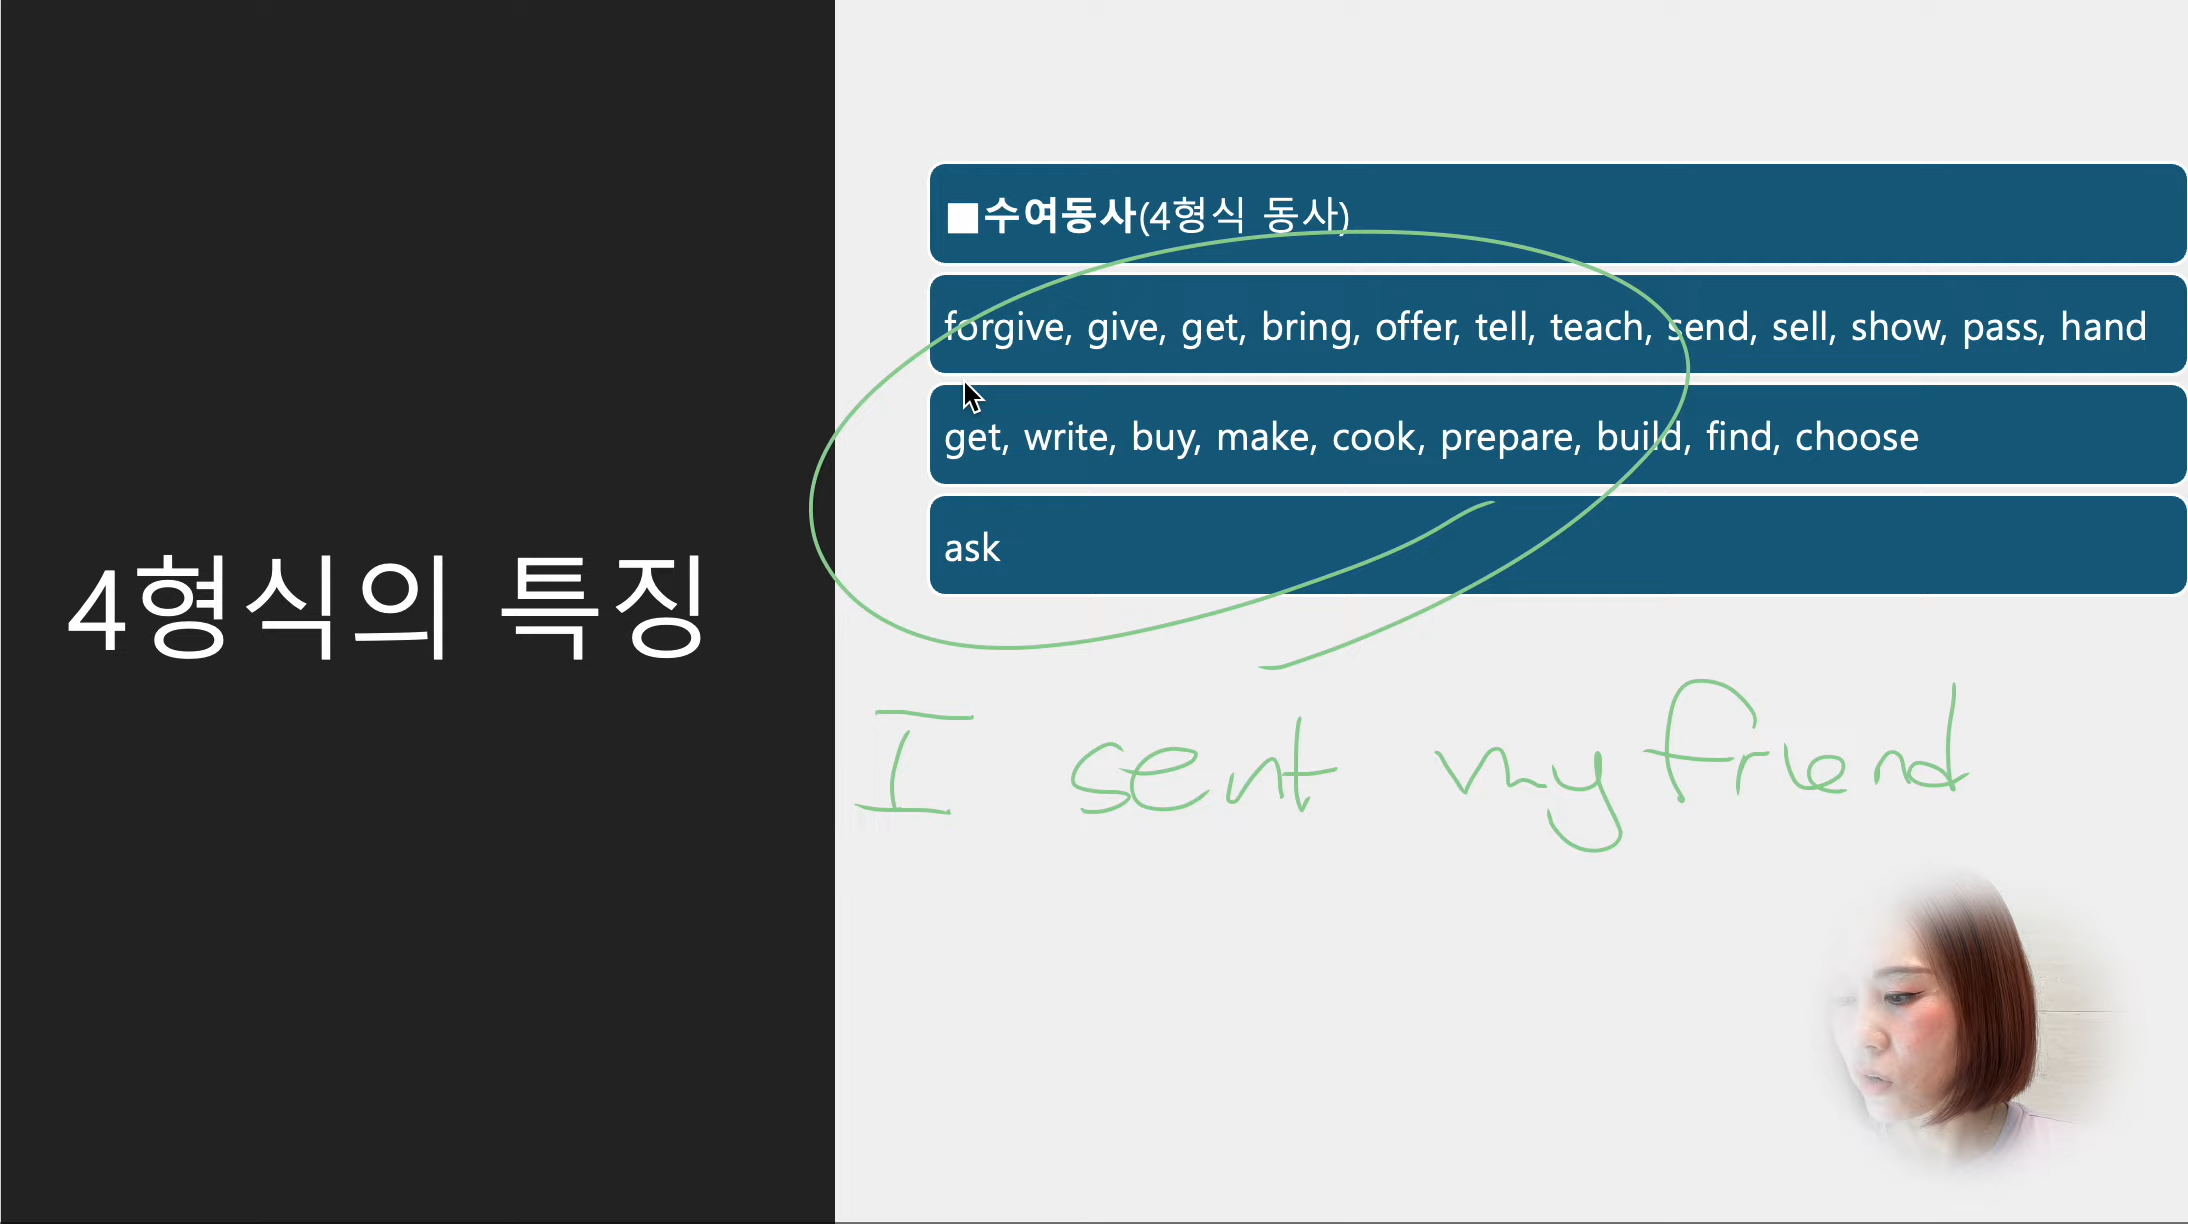 4형식의 특징
■수여동사(4형식 동사)
forgive, give, get, bring, offer, tell, teach, send, sell, show, pass, hand
get, write, buy, make, cook, prepare, build, find, choose
ask
I sent my friend